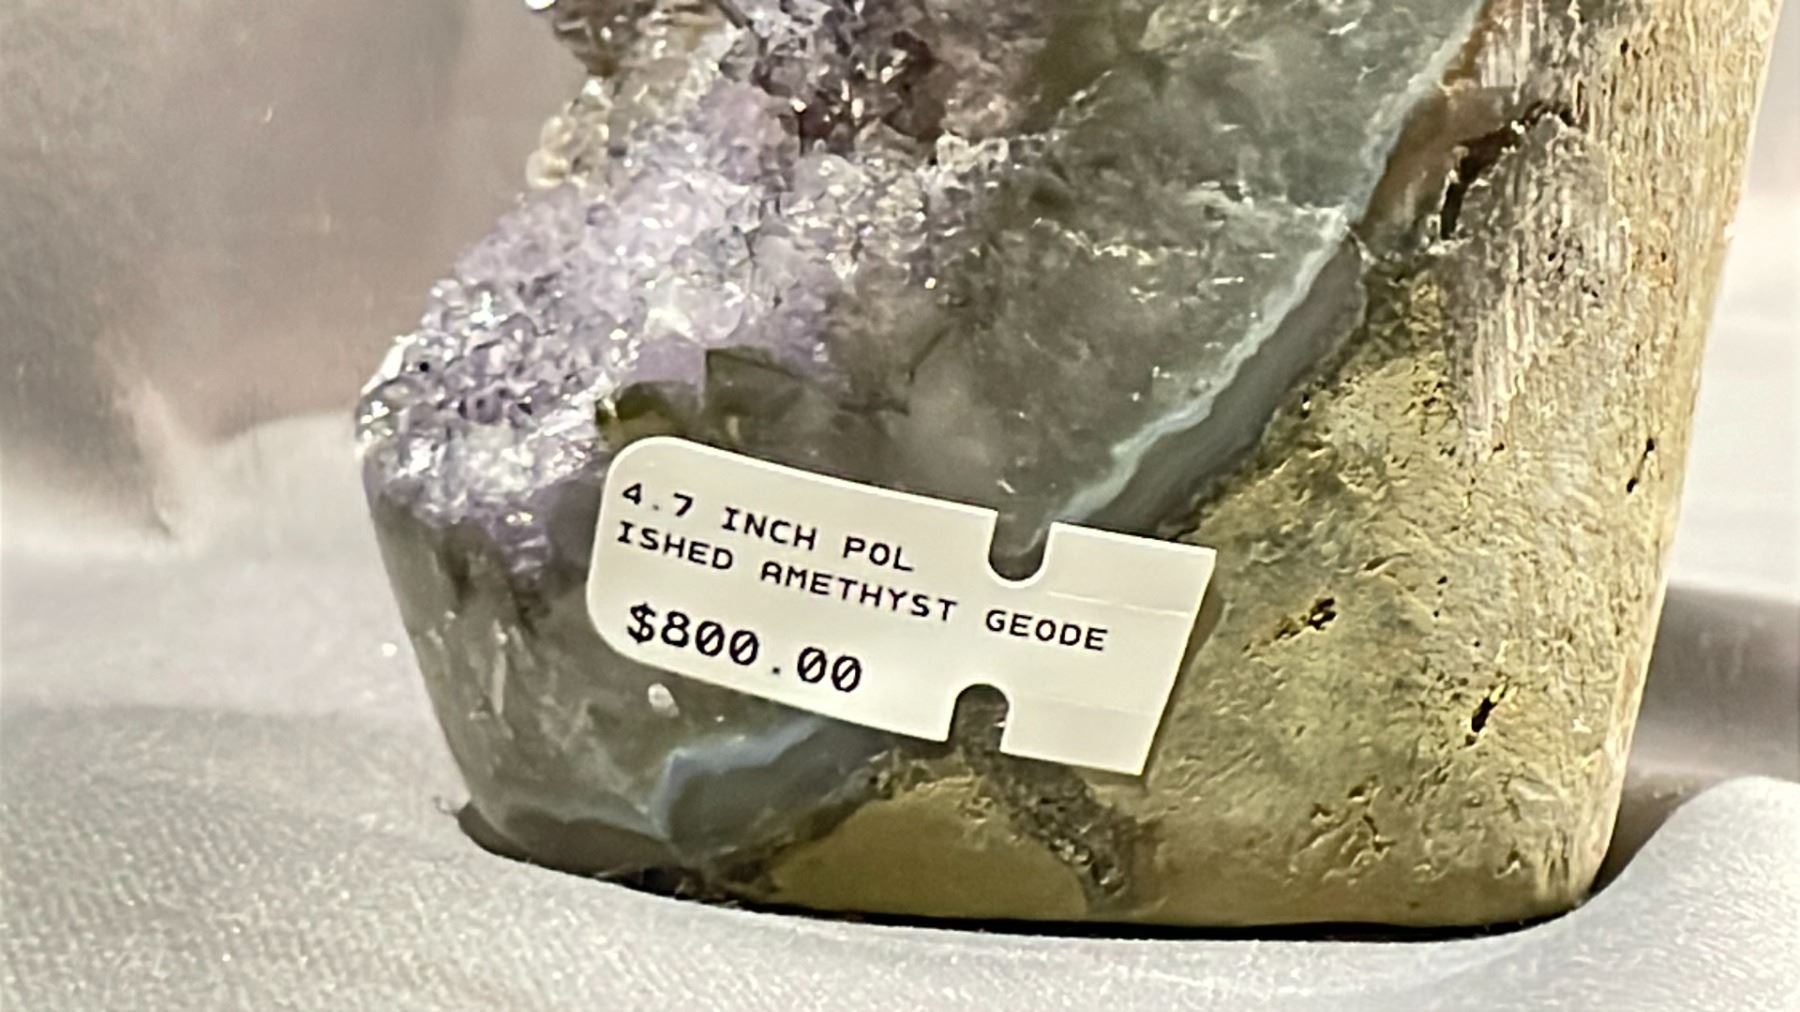 4.7 INCH POL
ISHED AMETHYST GEODE
$800.00